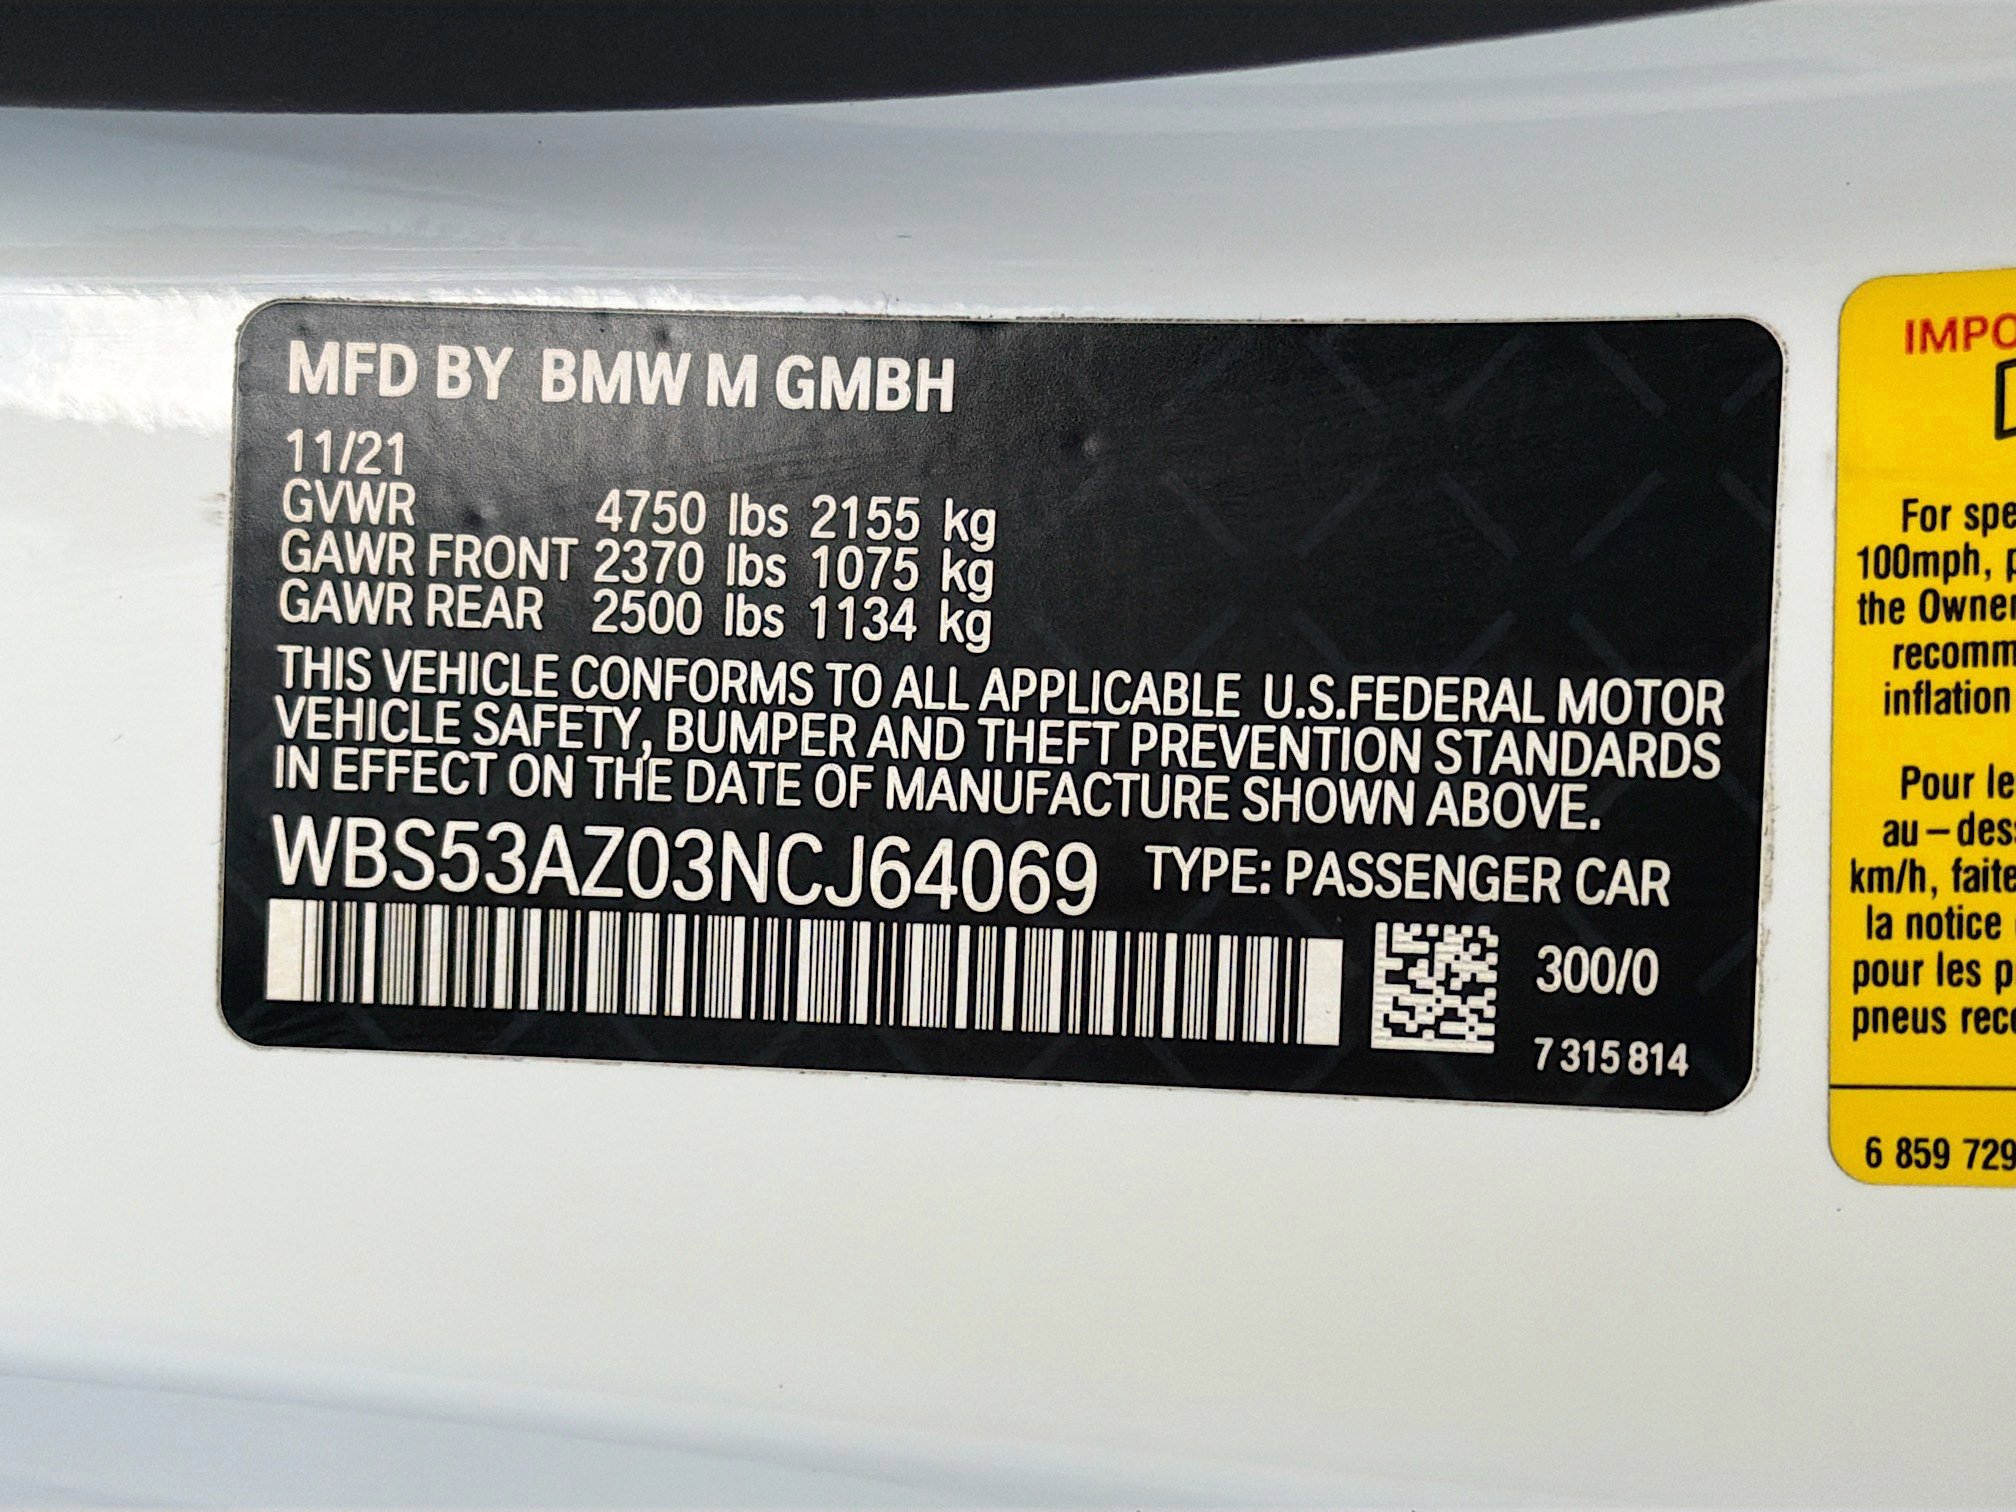 MFD BY BMW M GMBH
11/21
GVWR 4750 lbs 2155 kg
GAWR FRONT 2370 lbs 1075 kg
GAWR REAR 2500 lbs 1134 kg
THIS VEHICLE CONFORMS TO ALL APPLICABLE U.S.FEDERAL MOTOR
VEHICLE SAFETY, BUMPER AND THEFT PREVENTION STANDARDS
IN EFFECT ON THE DATE OF MANUFACTURE SHOWN ABOVE.
WBS53AZ03NCJ64069 TYPE: PASSENGER CAR
300/0
7 315 814
IMPO
For spe
100mph, p
the Owner
recomm
inflation
Pour le
au–dess
km/h, faite
la notice
pour les p
pneus reco
6 859 729